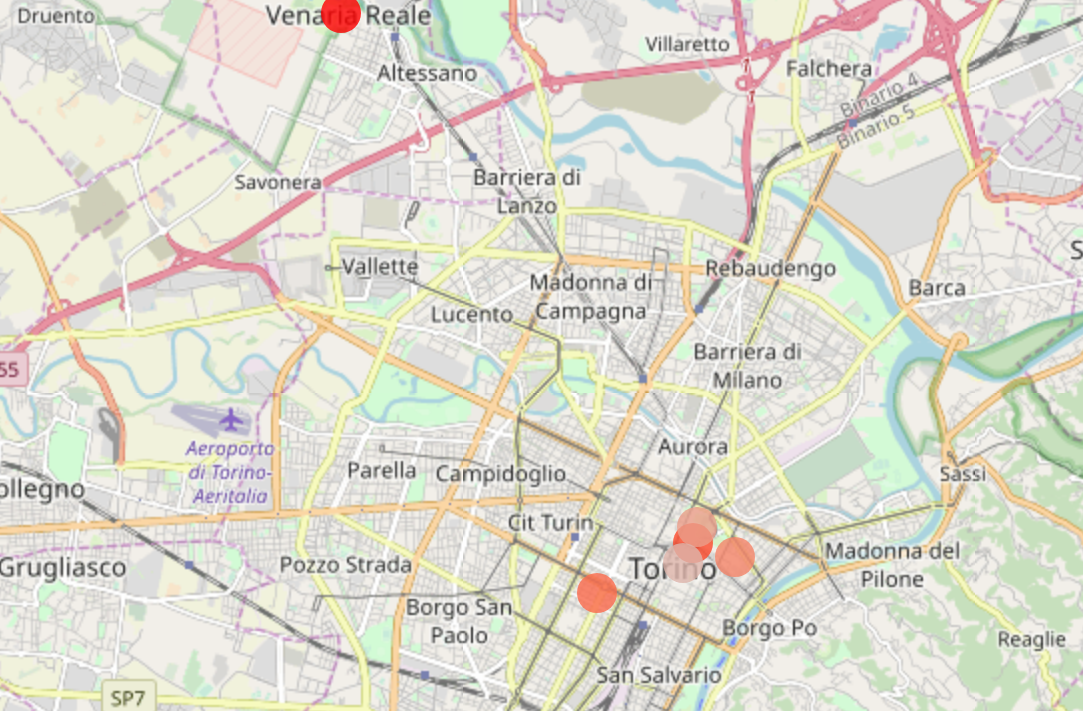 Druento
Venaria Reale
Villaretto
Altessano
Falchera
Binario 4
Binario 5
1
1
Savonera
Barriera di
Lanzo
Vallette
Rebaudengo
Madonna di
Campagna
Barca
Lucento
Barriera di
Milano
55
Aeroporto
di Torino-
Aeritalia
Aurora
Parella
Campidoglio
Sassi
ollegno
Cit Turin
Madonna del
Pilone
Grugliasco
Pozzo Strada
Torino
Borgo San
Paolo
Borgo Po
Reaglie
San Salvario
SP7
S